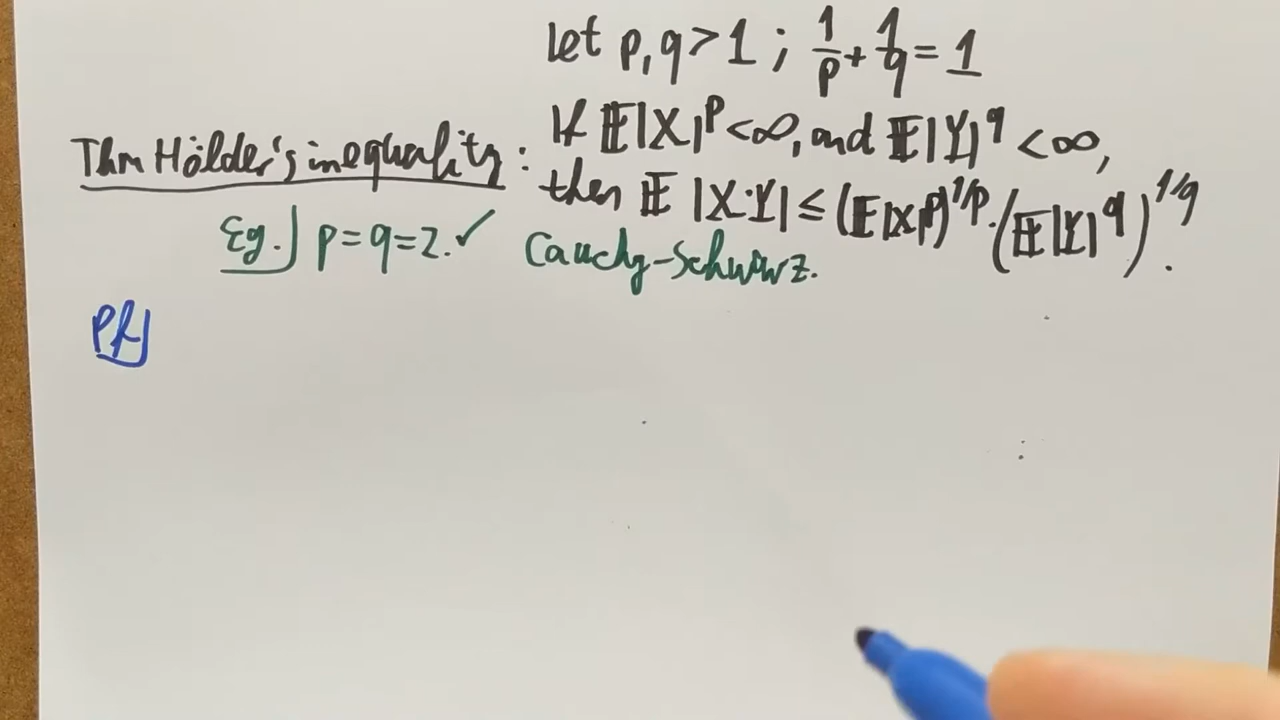 let p, q > 1 ; 1/p + 1/q = 1
Thm Hölder's inequality : If 𝔼|X|^p < ∞, and 𝔼|Y|^q < ∞,
then 𝔼 |X·Y| ≤ (𝔼|X|^p)^1/p · (𝔼|Y|^q)^1/q .
Eg.) p = q = 2. ✓ Cauchy-Schwarz.
Pf)